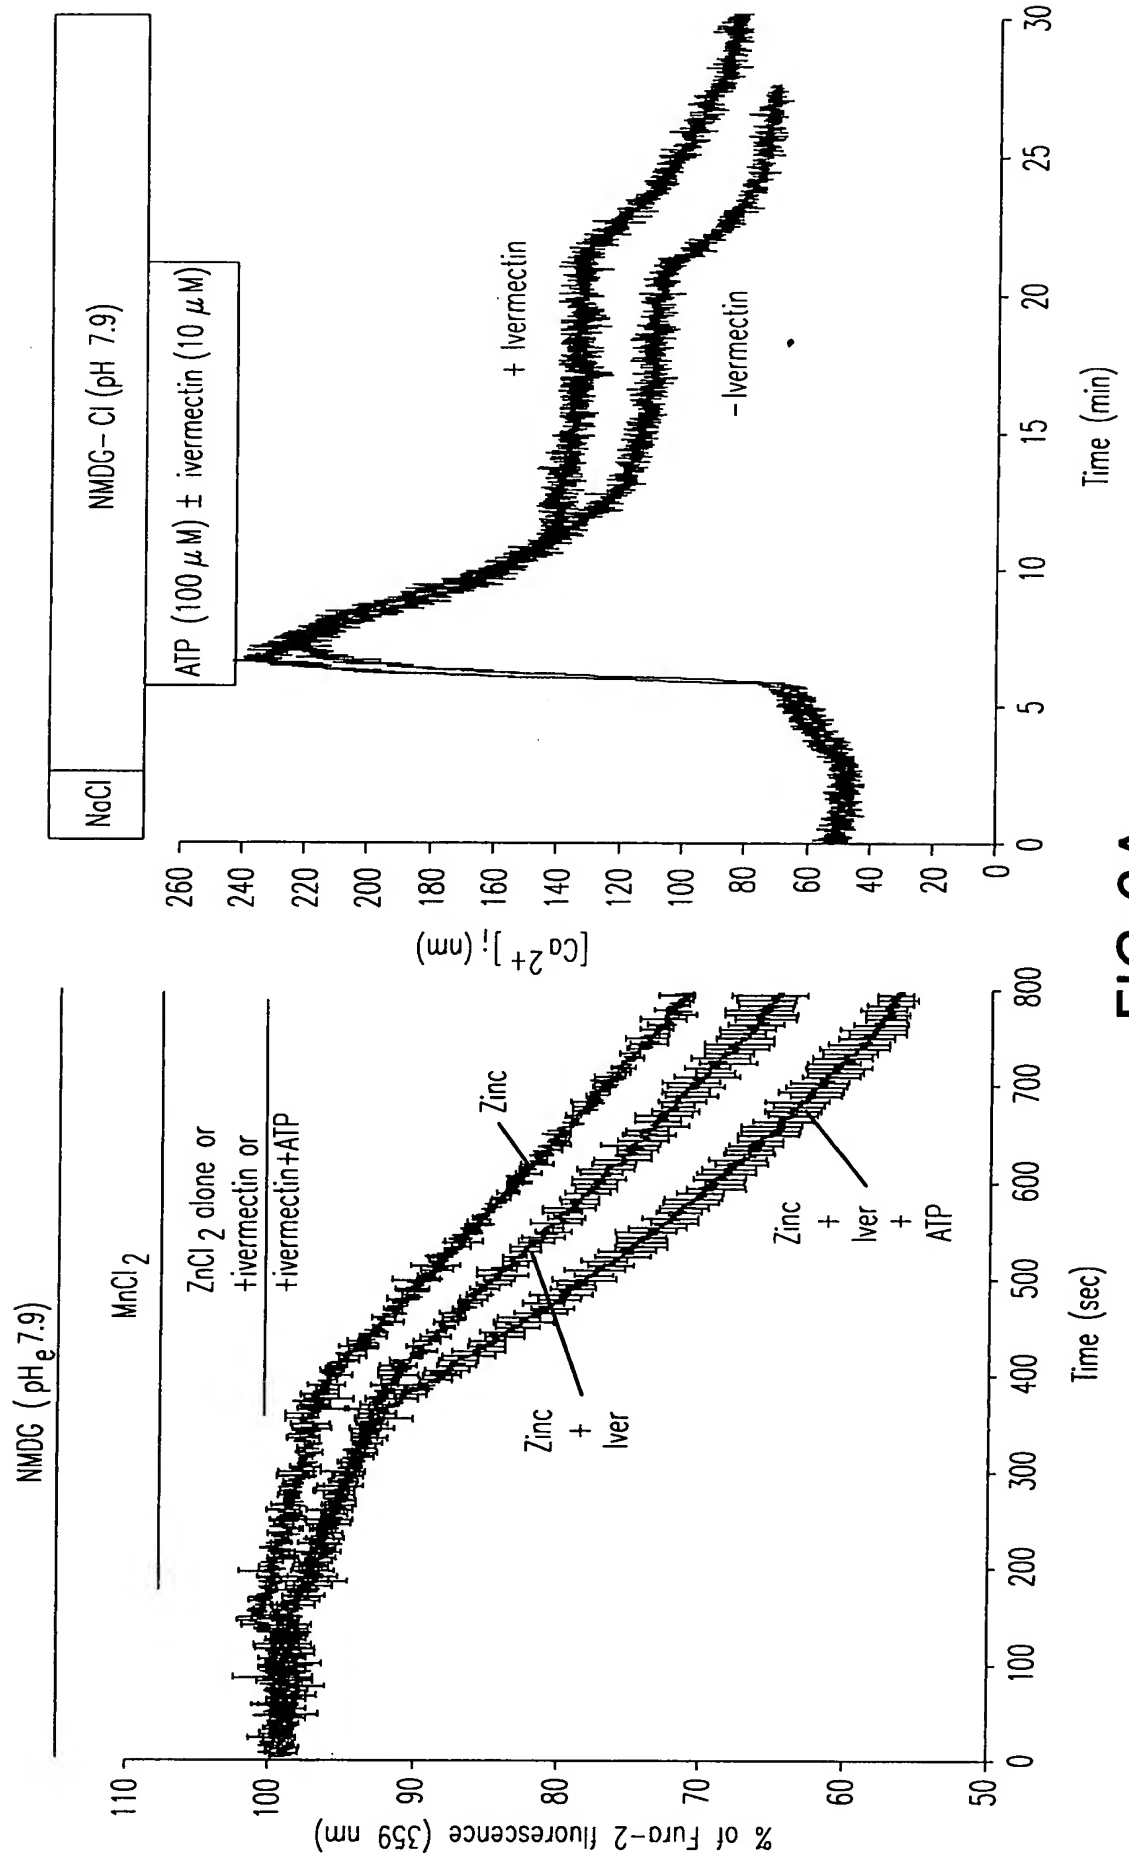 NMDG (pHe 7.9)
MnCl2
ZnCl2 alone or
+ivermectin or
+ivermectin+ATP
% of Fura-2 fluorescence (359 nm)
110
100
90
80
70
60
50
Zinc
Zinc
+
Iver
Zinc
+
Iver
+
ATP
0 100 200 300 400 500 600 700 800
Time (sec)
NaCl
NMDG-Cl (pH 7.9)
ATP (100 μM) ± ivermectin (10 μM)
[Ca2+]i (nm)
260
240
220
200
180
160
140
120
100
80
60
40
20
0
+ Ivermectin
-Ivermectin
0 5 10 15 20 25 30
Time (min)